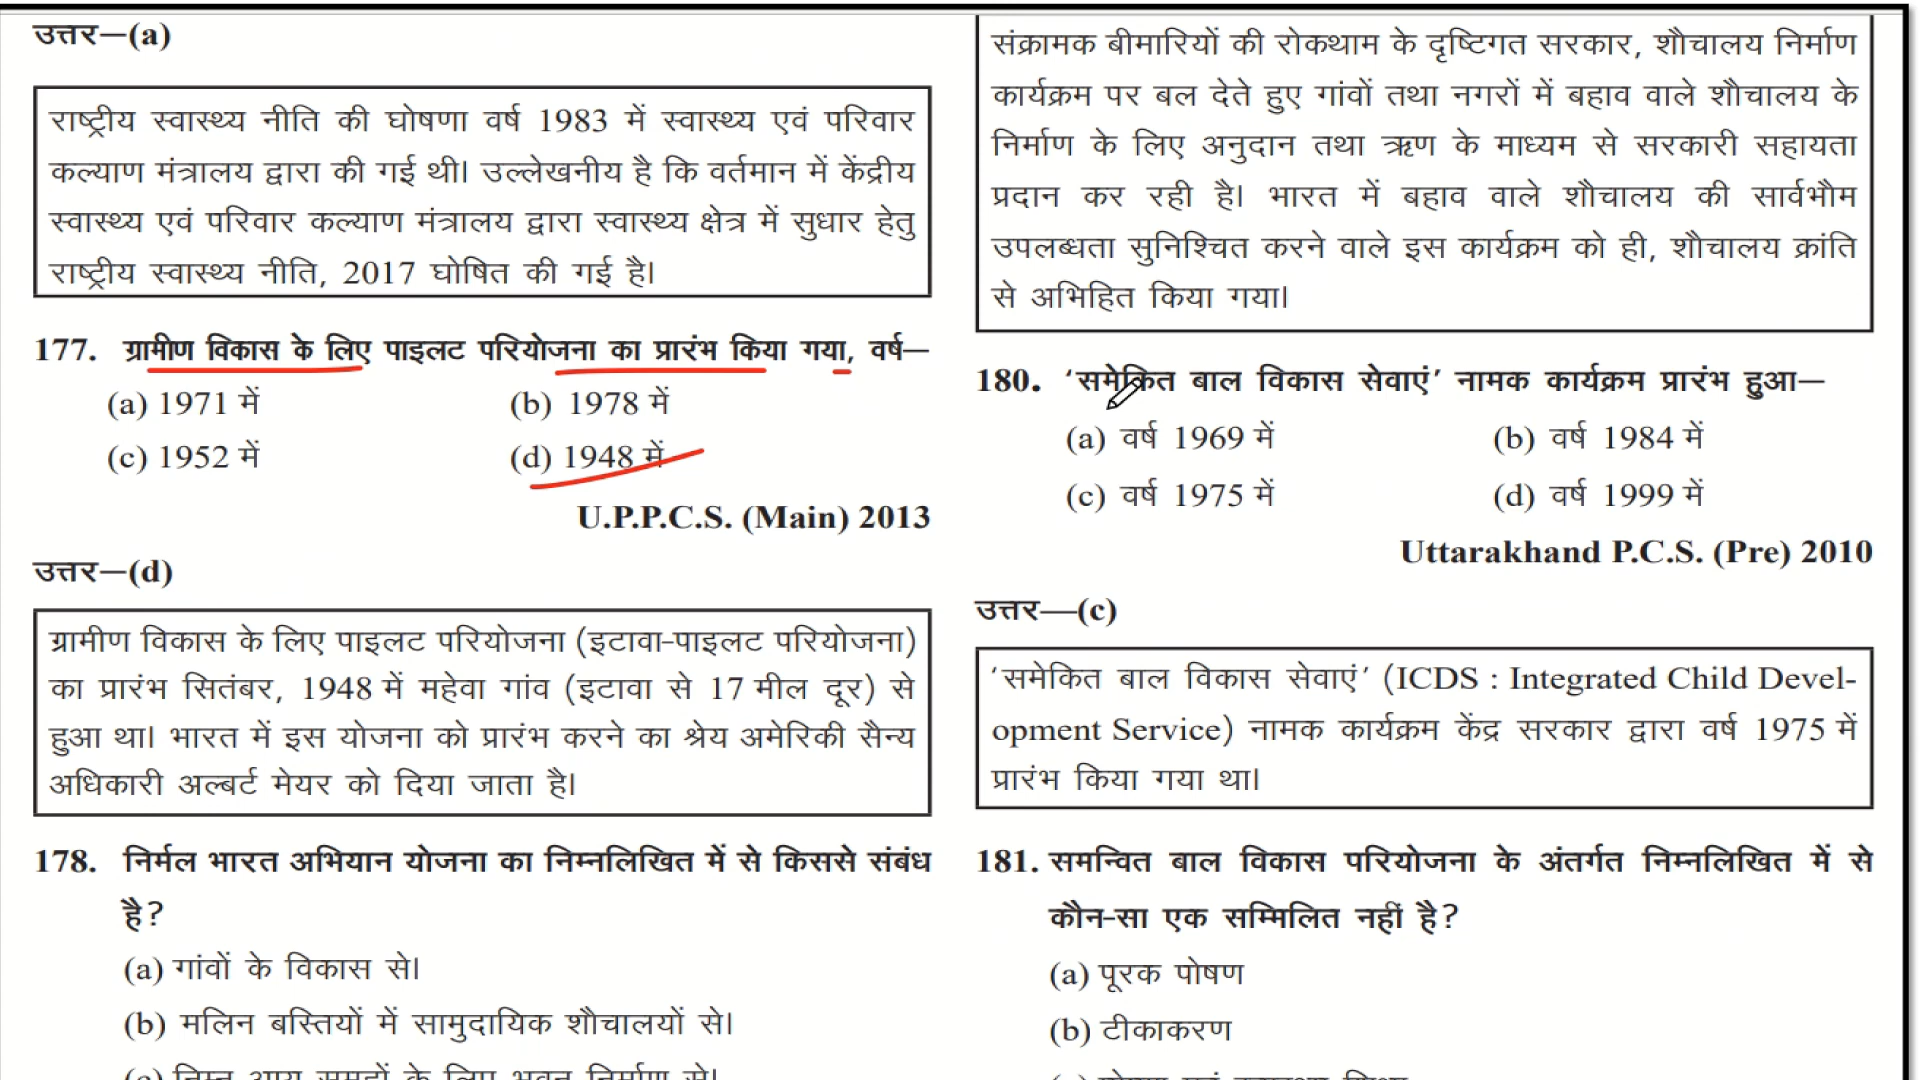 उत्तर—(a)
राष्ट्रीय स्वास्थ्य नीति की घोषणा वर्ष 1983 में स्वास्थ्य एवं परिवार
कल्याण मंत्रालय द्वारा की गई थी। उल्लेखनीय है कि वर्तमान में केंद्रीय
स्वास्थ्य एवं परिवार कल्याण मंत्रालय द्वारा स्वास्थ्य क्षेत्र में सुधार हेतु
राष्ट्रीय स्वास्थ्य नीति, 2017 घोषित की गई है।
177. ग्रामीण विकास के लिए पाइलट परियोजना का प्रारंभ किया गया, वर्ष—
(a) 1971 में (b) 1978 में
(c) 1952 में (d) 1948 में
U.P.P.C.S. (Main) 2013
उत्तर—(d)
ग्रामीण विकास के लिए पाइलट परियोजना (इटावा-पाइलट परियोजना)
का प्रारंभ सितंबर, 1948 में महेवा गांव (इटावा से 17 मील दूर) से
हुआ था। भारत में इस योजना को प्रारंभ करने का श्रेय अमेरिकी सैन्य
अधिकारी अल्बर्ट मेयर को दिया जाता है।
178. निर्मल भारत अभियान योजना का निम्नलिखित में से किससे संबंध
है?
(a) गांवों के विकास से।
(b) मलिन बस्तियों में सामुदायिक शौचालयों से।
(c) निम्न आय समूहों के लिए भवन निर्माण से।
संक्रामक बीमारियों की रोकथाम के दृष्टिगत सरकार, शौचालय निर्माण
कार्यक्रम पर बल देते हुए गांवों तथा नगरों में बहाव वाले शौचालय के
निर्माण के लिए अनुदान तथा ऋण के माध्यम से सरकारी सहायता
प्रदान कर रही है। भारत में बहाव वाले शौचालय की सार्वभौम
उपलब्धता सुनिश्चित करने वाले इस कार्यक्रम को ही, शौचालय क्रांति
से अभिहित किया गया।
180. ‘समेकित बाल विकास सेवाएं’ नामक कार्यक्रम प्रारंभ हुआ—
(a) वर्ष 1969 में (b) वर्ष 1984 में
(c) वर्ष 1975 में (d) वर्ष 1999 में
Uttarakhand P.C.S. (Pre) 2010
उत्तर—(c)
‘समेकित बाल विकास सेवाएं’ (ICDS : Integrated Child Devel-
opment Service) नामक कार्यक्रम केंद्र सरकार द्वारा वर्ष 1975 में
प्रारंभ किया गया था।
181. समन्वित बाल विकास परियोजना के अंतर्गत निम्नलिखित में से
कौन-सा एक सम्मिलित नहीं है?
(a) पूरक पोषण
(b) टीकाकरण